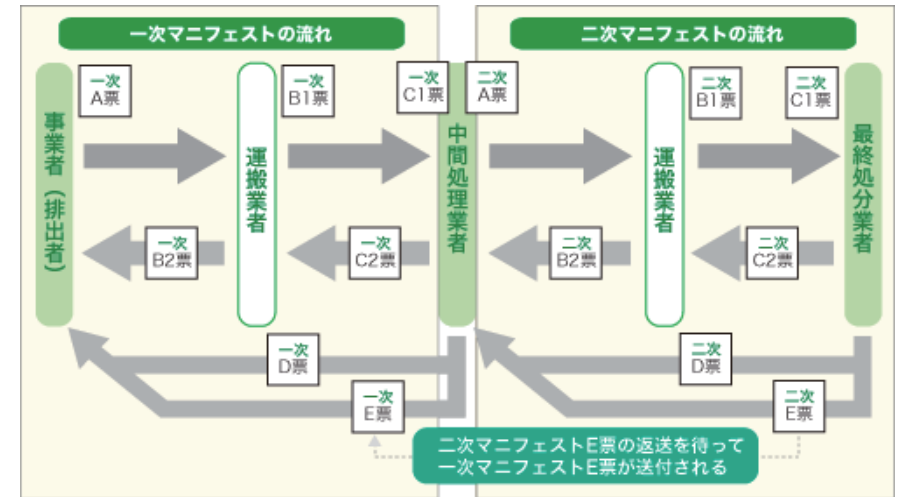 一次マニフェストの流れ
二次マニフェストの流れ
事業者（排出者）
一次
A票
運搬業者
一次
B1票
一次
C1票
中間処理業者
二次
A票
運搬業者
二次
B1票
二次
C1票
最終処分業者
一次
B2票
一次
C2票
二次
B2票
二次
C2票
一次
D票
二次
D票
一次
E票
二次
E票
二次マニフェストE票の返送を待って
一次マニフェストE票が送付される